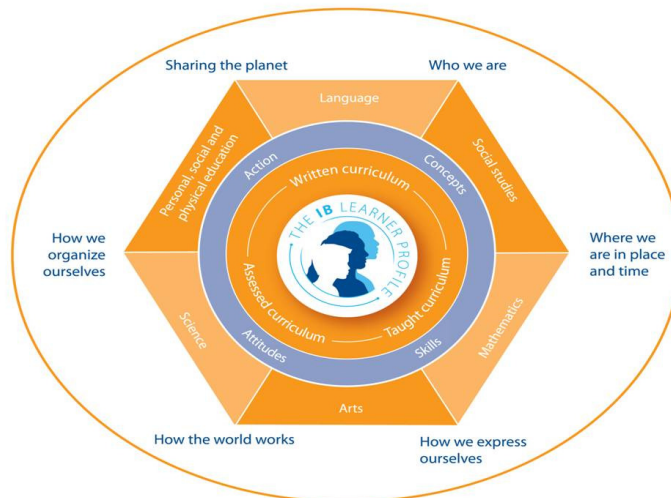 Sharing the planet
Who we are
Language
Personal, social and
physical education
Social studies
Action
Concepts
Written curriculum
THE IB LEARNER PROFILE
How we
organize
ourselves
Where we
are in place
and time
Assessed curriculum
Taught curriculum
Science
Attitudes
Skills
Mathematics
Arts
How the world works
How we express
ourselves